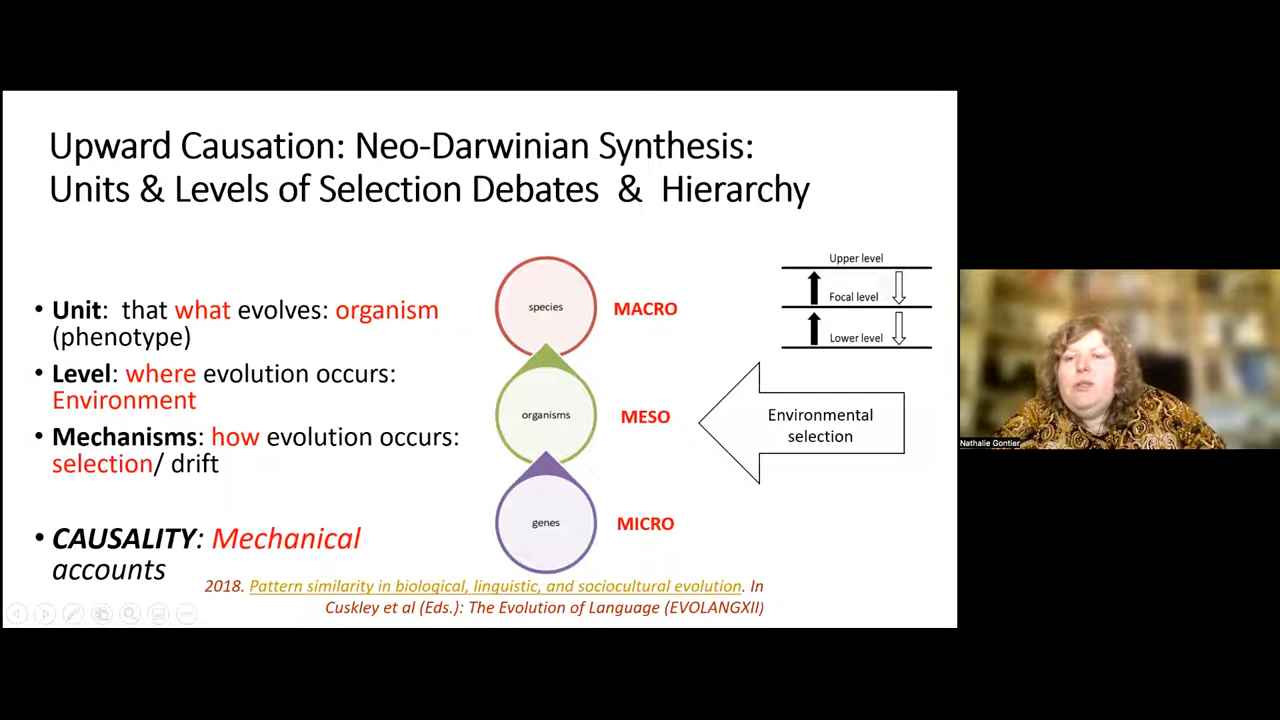 Upward Causation: Neo-Darwinian Synthesis:
Units & Levels of Selection Debates & Hierarchy
• Unit: that what evolves: organism
(phenotype)
• Level: where evolution occurs:
Environment
• Mechanisms: how evolution occurs:
selection/ drift
• CAUSALITY: Mechanical
accounts
species
MACRO
organisms
MESO
genes
MICRO
Upper level
Focal level
Lower level
Environmental
selection
2018. Pattern similarity in biological, linguistic, and sociocultural evolution. In
Cuskley et al (Eds.): The Evolution of Language (EVOLANGXII)
Nathalie Gontier